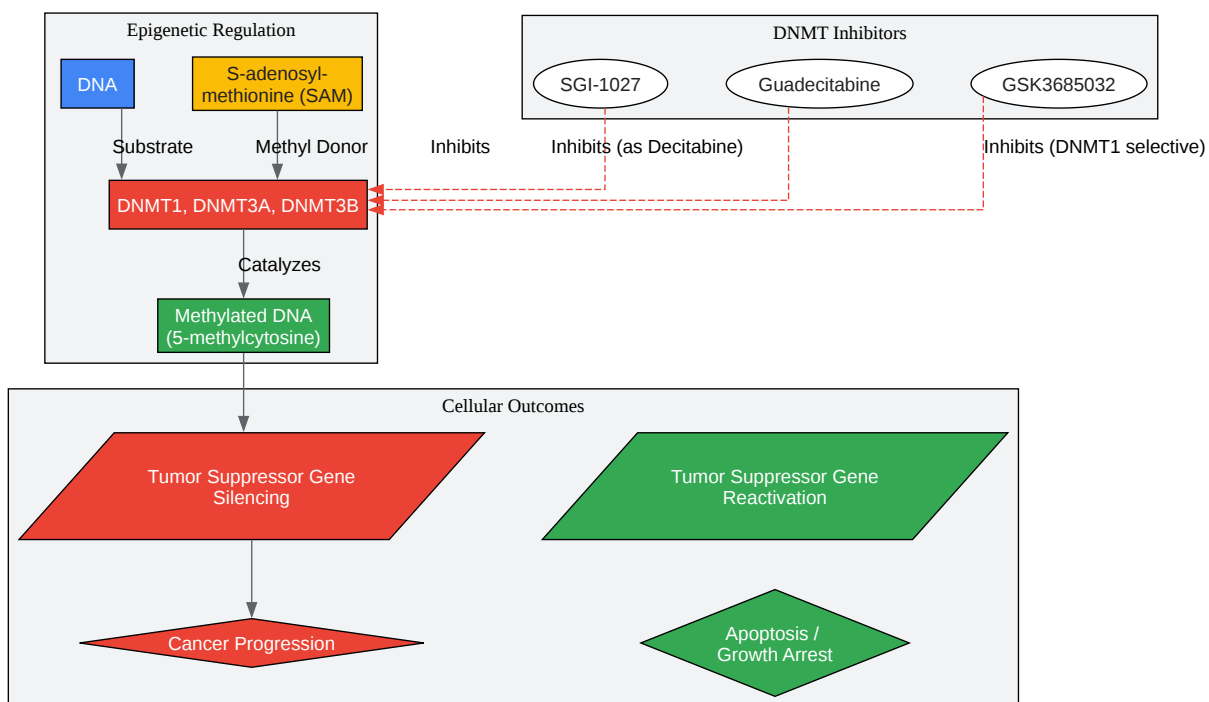 Epigenetic Regulation
DNA
S-adenosyl-
methionine (SAM)
Substrate
Methyl Donor
DNMT1, DNMT3A, DNMT3B
Catalyzes
Methylated DNA
(5-methylcytosine)
DNMT Inhibitors
SGI-1027
Guadecitabine
GSK3685032
Inhibits
Inhibits (as Decitabine)
Inhibits (DNMT1 selective)
Cellular Outcomes
Tumor Suppressor Gene
Silencing
Tumor Suppressor Gene
Reactivation
Cancer Progression
Apoptosis /
Growth Arrest